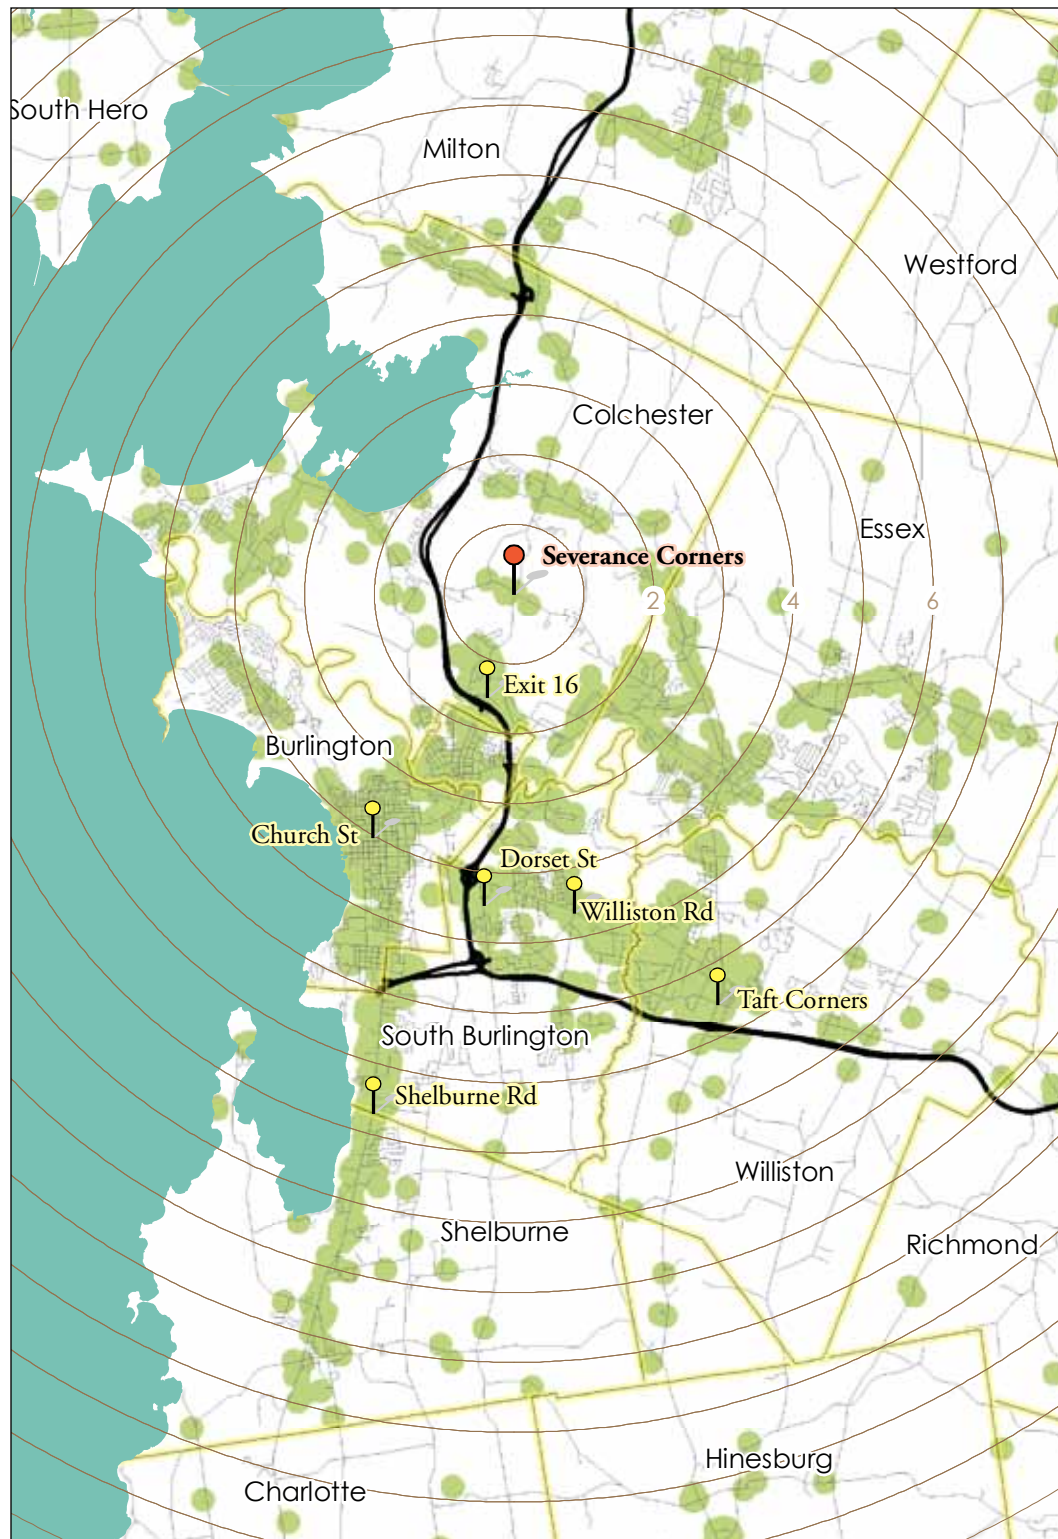 South Hero
Milton
Westford
Colchester
Essex
Severance Corners
2
4
6
Exit 16
Burlington
Church St
Dorset St
Williston Rd
Taft Corners
South Burlington
Shelburne Rd
Williston
Shelburne
Richmond
Hinesburg
Charlotte